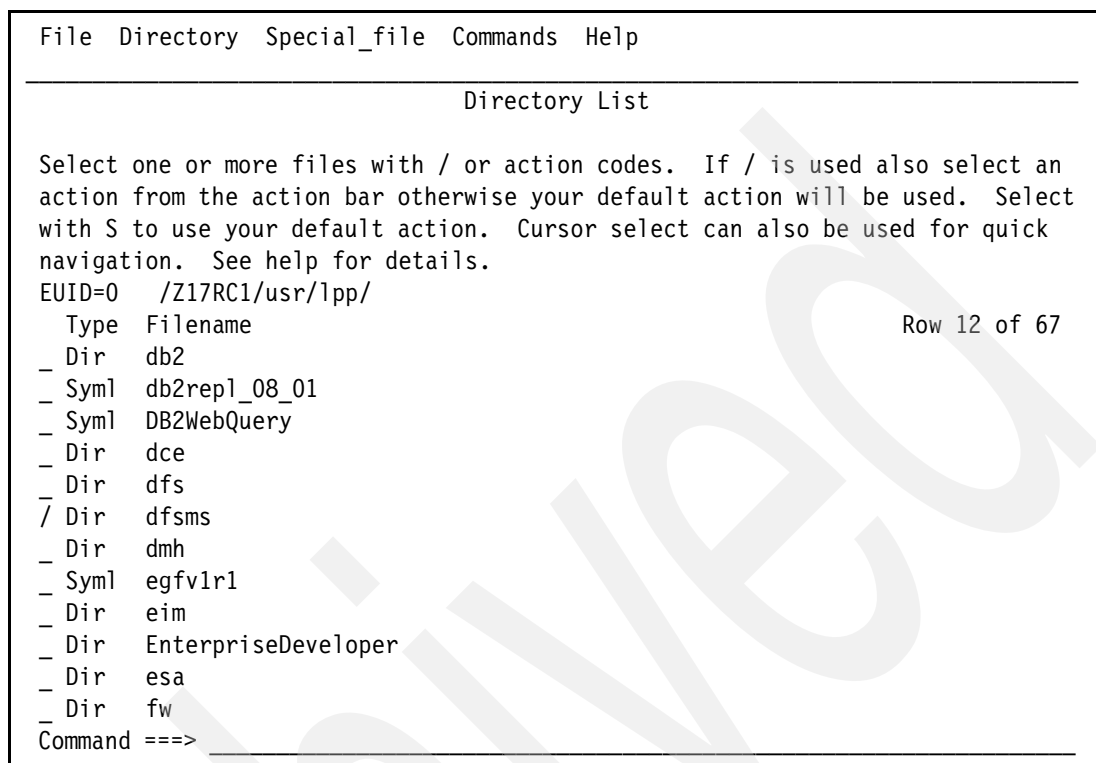 File Directory Special_file Commands Help
Directory List
Select one or more files with / or action codes. If / is used also select an
action from the action bar otherwise your default action will be used. Select
with S to use your default action. Cursor select can also be used for quick
navigation. See help for details.
EUID=0 /Z17RC1/usr/lpp/
Type Filename Row 12 of 67
_ Dir db2
_ Syml db2repl_08_01
_ Syml DB2WebQuery
_ Dir dce
_ Dir dfs
/ Dir dfsms
_ Dir dmh
_ Syml egfv1r1
_ Dir eim
_ Dir EnterpriseDeveloper
_ Dir esa
_ Dir fw
Command ===>